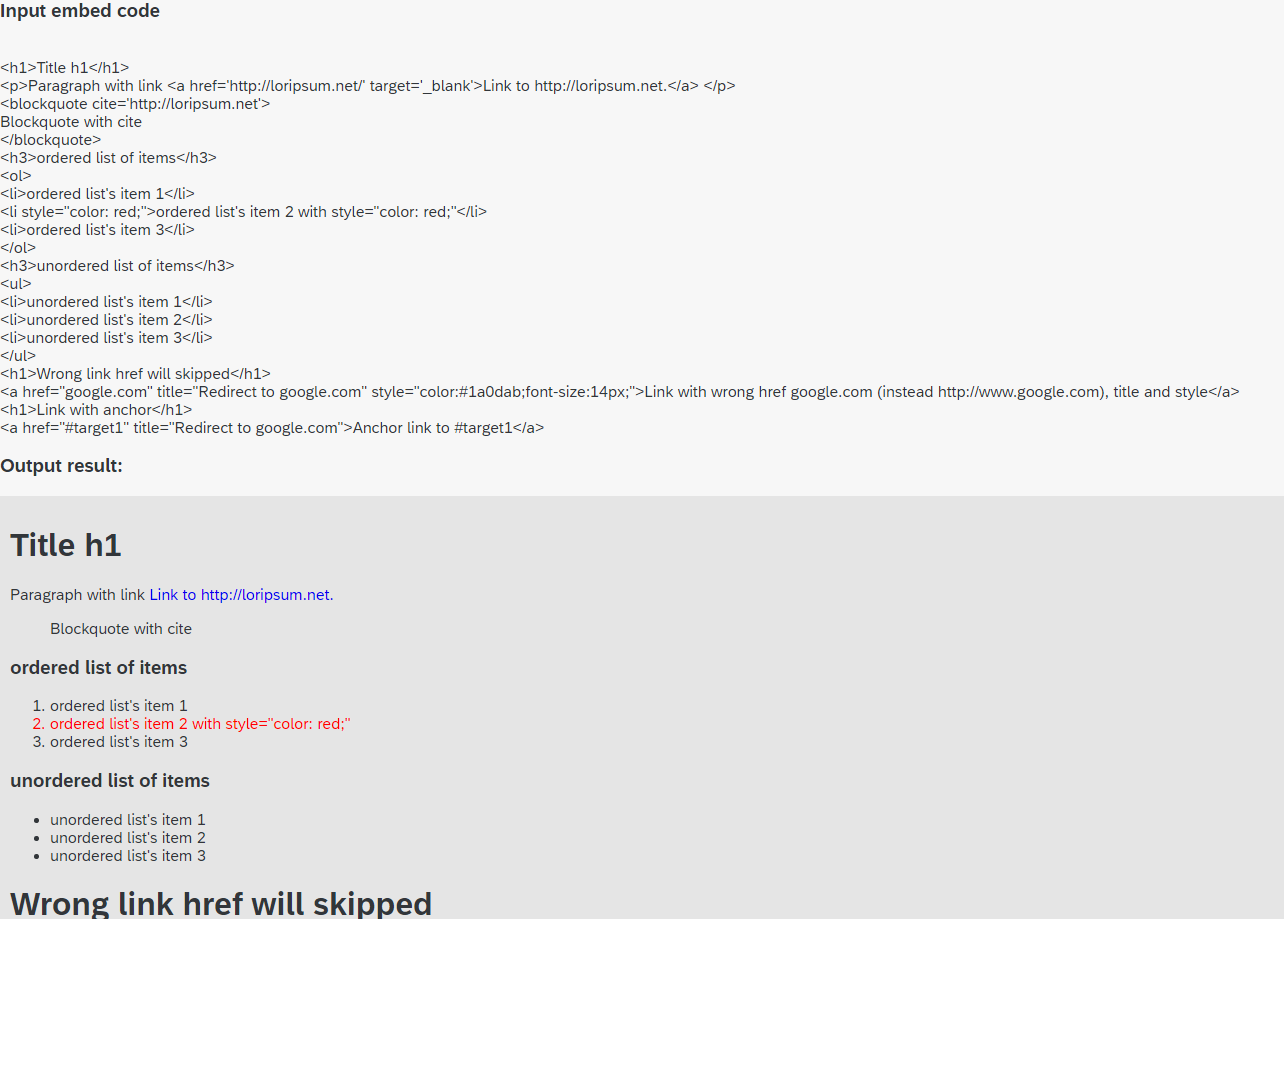 Input embed code
<h1>Title h1</h1>
<p>Paragraph with link <a href='http://loripsum.net/' target='_blank'>Link to http://loripsum.net.</a> </p>
<blockquote cite='http://loripsum.net'>
Blockquote with cite
</blockquote>
<h3>ordered list of items</h3>
<ol>
<li>ordered list's item 1</li>
<li style="color: red;">ordered list's item 2 with style="color: red;"</li>
<li>ordered list's item 3</li>
</ol>
<h3>unordered list of items</h3>
<ul>
<li>unordered list's item 1</li>
<li>unordered list's item 2</li>
<li>unordered list's item 3</li>
</ul>
<h1>Wrong link href will skipped</h1>
<a href="google.com" title="Redirect to google.com" style="color:#1a0dab;font-size:14px;">Link with wrong href google.com (instead http://www.google.com), title and style</a>
<h1>Link with anchor</h1>
<a href="#target1" title="Redirect to google.com">Anchor link to #target1</a>
Output result:
Title h1
Paragraph with link Link to http://loripsum.net.
Blockquote with cite
ordered list of items
1. ordered list's item 1
2. ordered list's item 2 with style="color: red;"
3. ordered list's item 3
unordered list of items
• unordered list's item 1
• unordered list's item 2
• unordered list's item 3
Wrong link href will skipped